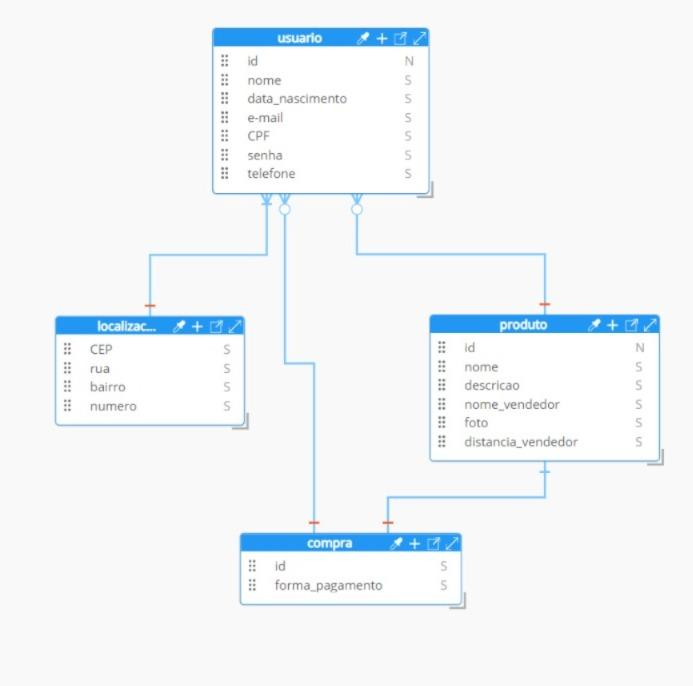 usuario
id N
nome S
data_nascimento S
e-mail S
CPF S
senha S
telefone S
localizac...
CEP S
rua S
bairro S
numero S
produto
id N
nome S
descricao S
nome_vendedor S
foto S
distancia_vendedor S
compra
id S
forma_pagamento S